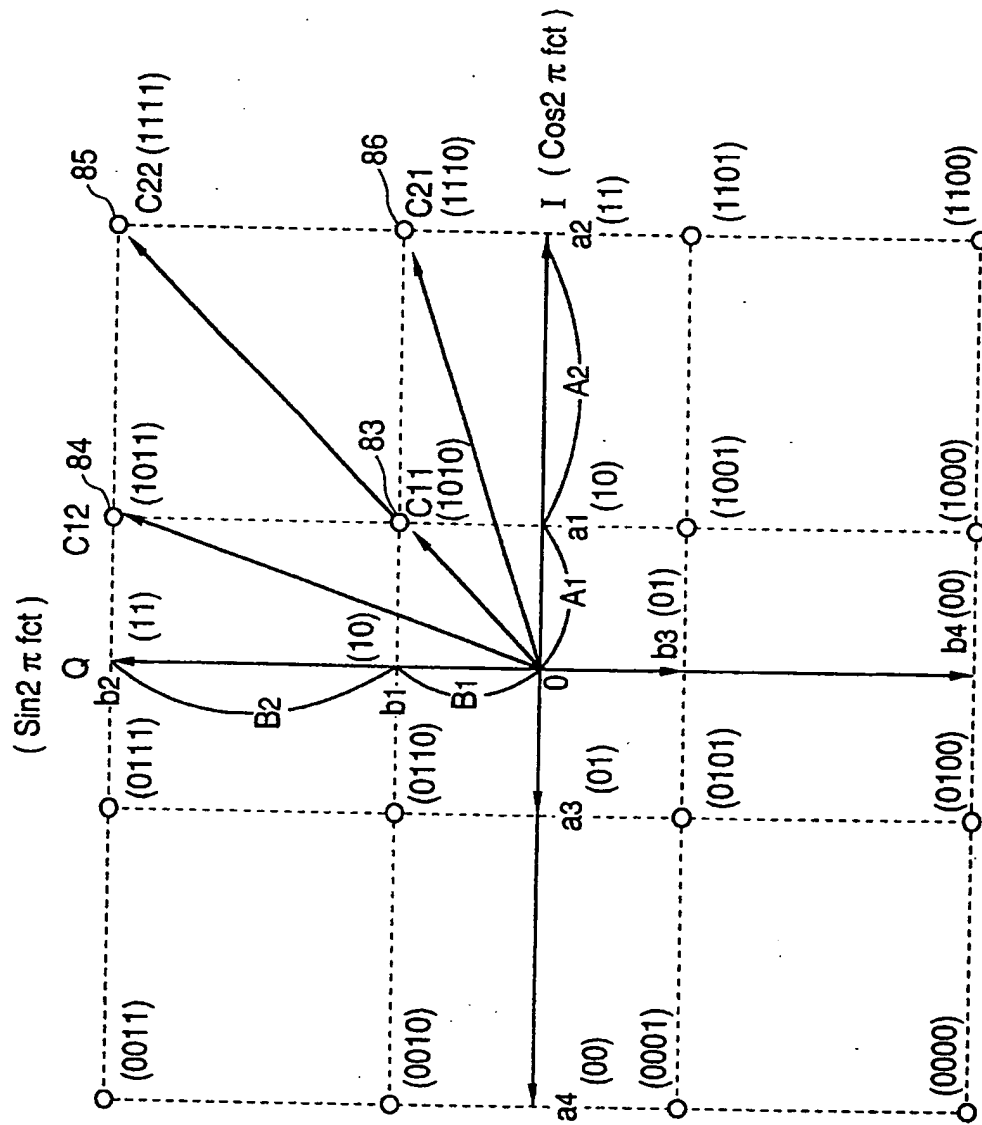 ( Sin2 π fct )
Q
C12
84
85
C22 (1111)
(0011)
(0111)
b2
(11)
(1011)
B2
83
86
(0010)
(0110)
b1
(10)
C11
(1010)
C21
(1110)
B1
A1
A2
I ( Cos2 π fct )
0
a4
(00)
a3
(01)
a1
(10)
a2
(11)
(0001)
(0101)
b3
(01)
(1001)
(1101)
(0000)
(0100)
b4 (00)
(1000)
(1100)